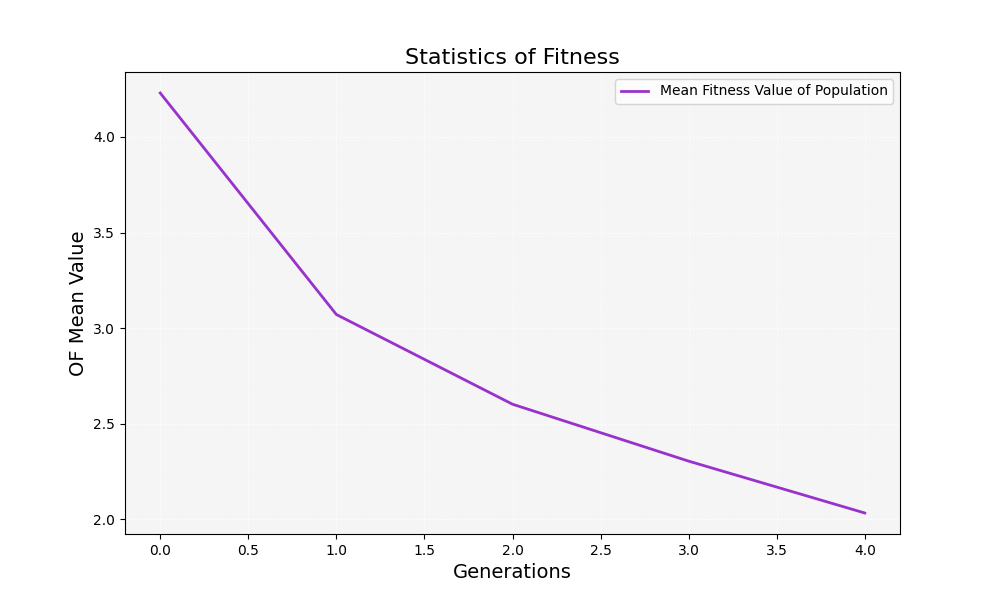 Statistics of Fitness
Mean Fitness Value of Population
OF Mean Value
4.0
3.5
3.0
2.5
2.0
0.0 0.5 1.0 1.5 2.0 2.5 3.0 3.5 4.0
Generations